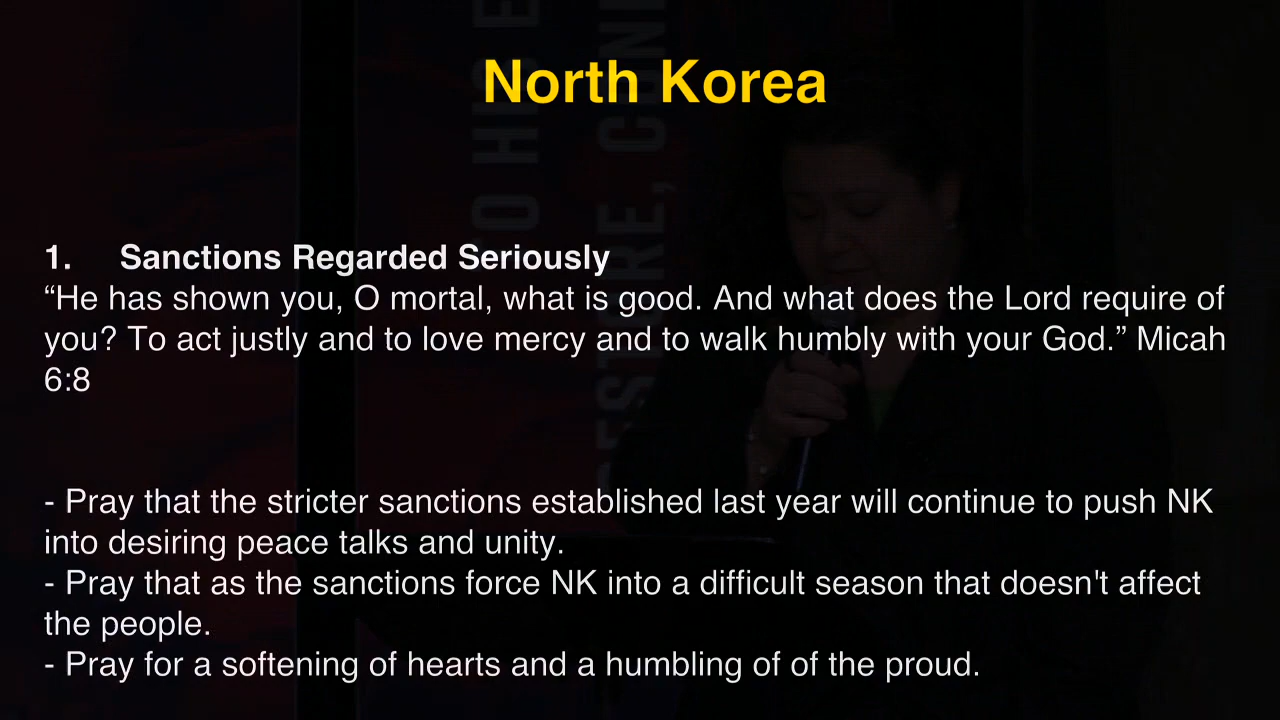 North Korea
1. Sanctions Regarded Seriously
“He has shown you, O mortal, what is good. And what does the Lord require of
you? To act justly and to love mercy and to walk humbly with your God.” Micah
6:8
- Pray that the stricter sanctions established last year will continue to push NK
into desiring peace talks and unity.
- Pray that as the sanctions force NK into a difficult season that doesn't affect
the people.
- Pray for a softening of hearts and a humbling of of the proud.